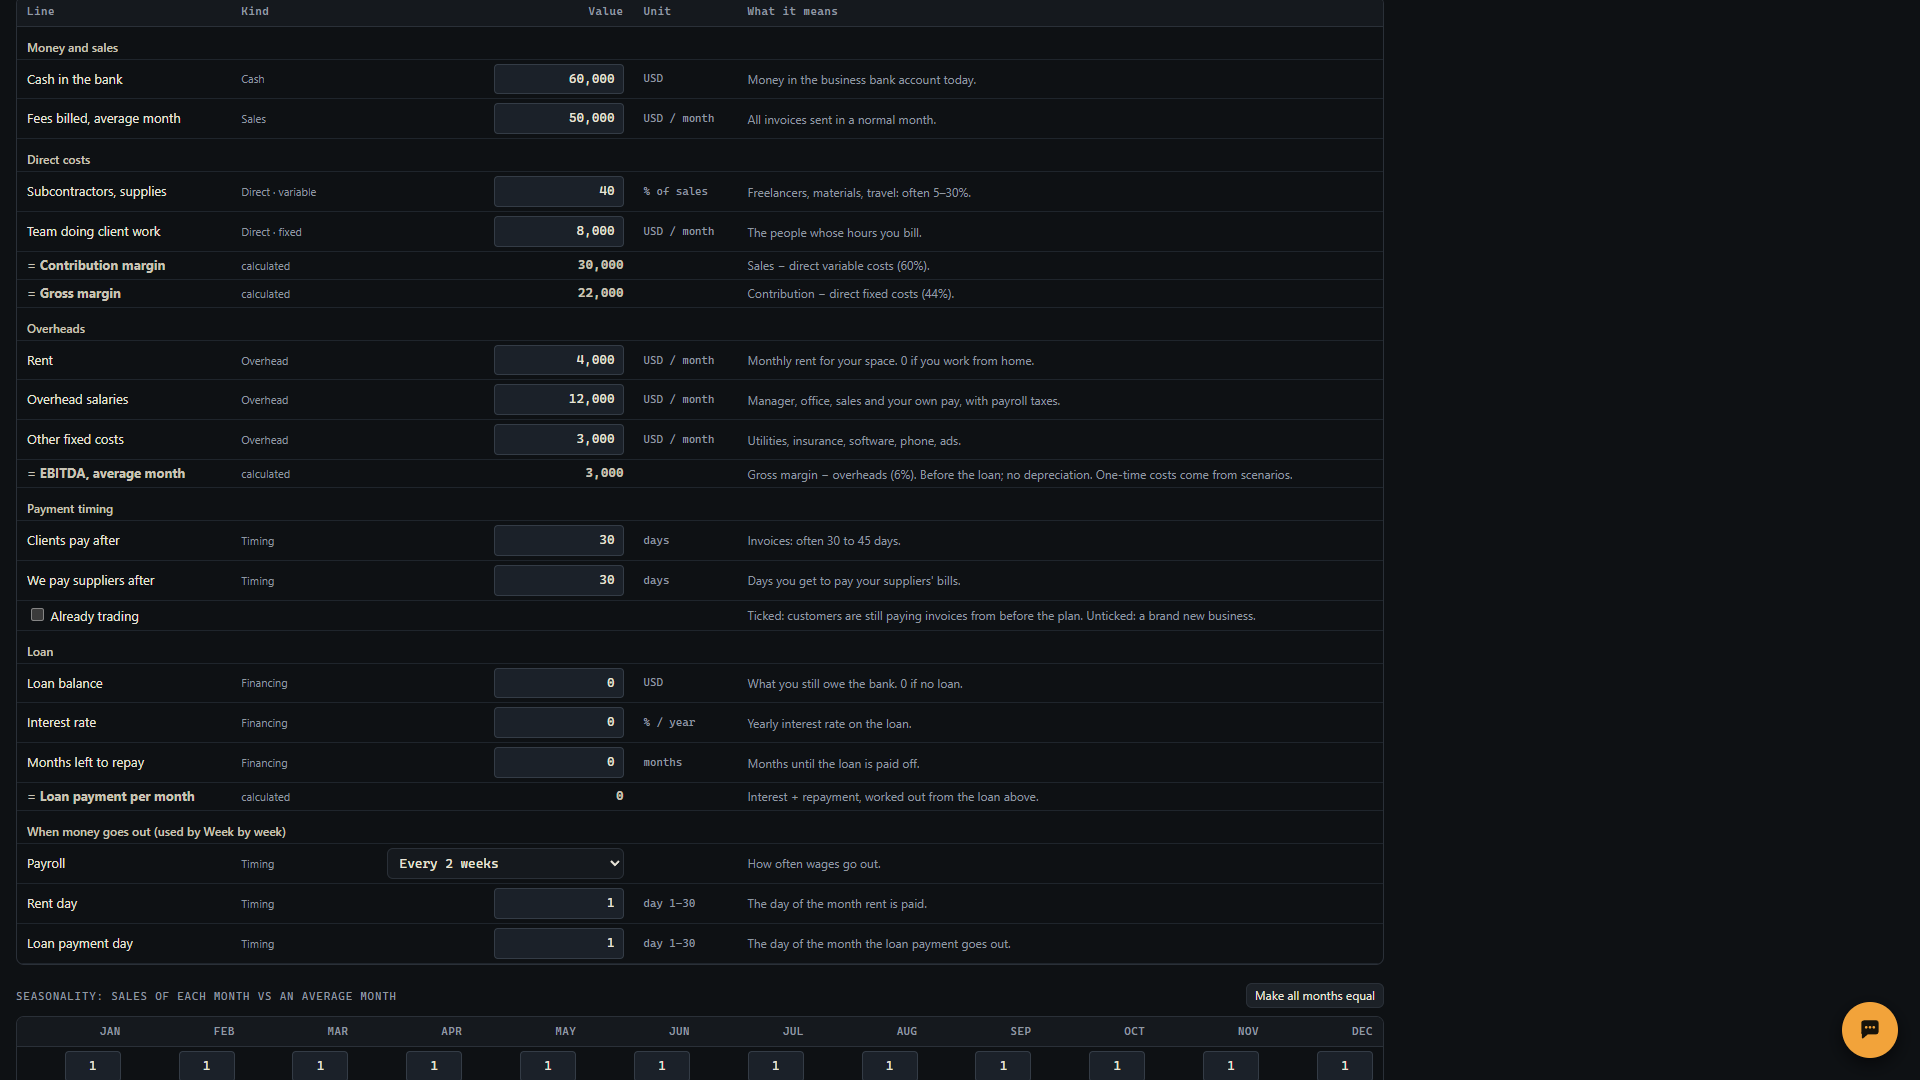 Line Kind Value Unit What it means
Money and sales
Cash in the bank Cash 60,000 USD Money in the business bank account today.
Fees billed, average month Sales 50,000 USD / month All invoices sent in a normal month.
Direct costs
Subcontractors, supplies Direct · variable 40 % of sales Freelancers, materials, travel: often 5–30%.
Team doing client work Direct · fixed 8,000 USD / month The people whose hours you bill.
= Contribution margin calculated 30,000 Sales − direct variable costs (60%).
= Gross margin calculated 22,000 Contribution − direct fixed costs (44%).
Overheads
Rent Overhead 4,000 USD / month Monthly rent for your space. 0 if you work from home.
Overhead salaries Overhead 12,000 USD / month Manager, office, sales and your own pay, with payroll taxes.
Other fixed costs Overhead 3,000 USD / month Utilities, insurance, software, phone, ads.
= EBITDA, average month calculated 3,000 Gross margin − overheads (6%). Before the loan; no depreciation. One-time costs come from scenarios.
Payment timing
Clients pay after Timing 30 days Invoices: often 30 to 45 days.
We pay suppliers after Timing 30 days Days you get to pay your suppliers' bills.
Already trading Ticked: customers are still paying invoices from before the plan. Unticked: a brand new business.
Loan
Loan balance Financing 0 USD What you still owe the bank. 0 if no loan.
Interest rate Financing 0 % / year Yearly interest rate on the loan.
Months left to repay Financing 0 months Months until the loan is paid off.
= Loan payment per month calculated 0 Interest + repayment, worked out from the loan above.
When money goes out (used by Week by week)
Payroll Timing Every 2 weeks How often wages go out.
Rent day Timing 1 day 1–30 The day of the month rent is paid.
Loan payment day Timing 1 day 1–30 The day of the month the loan payment goes out.
SEASONALITY: SALES OF EACH MONTH VS AN AVERAGE MONTH Make all months equal
JAN FEB MAR APR MAY JUN JUL AUG SEP OCT NOV DEC
1 1 1 1 1 1 1 1 1 1 1 1